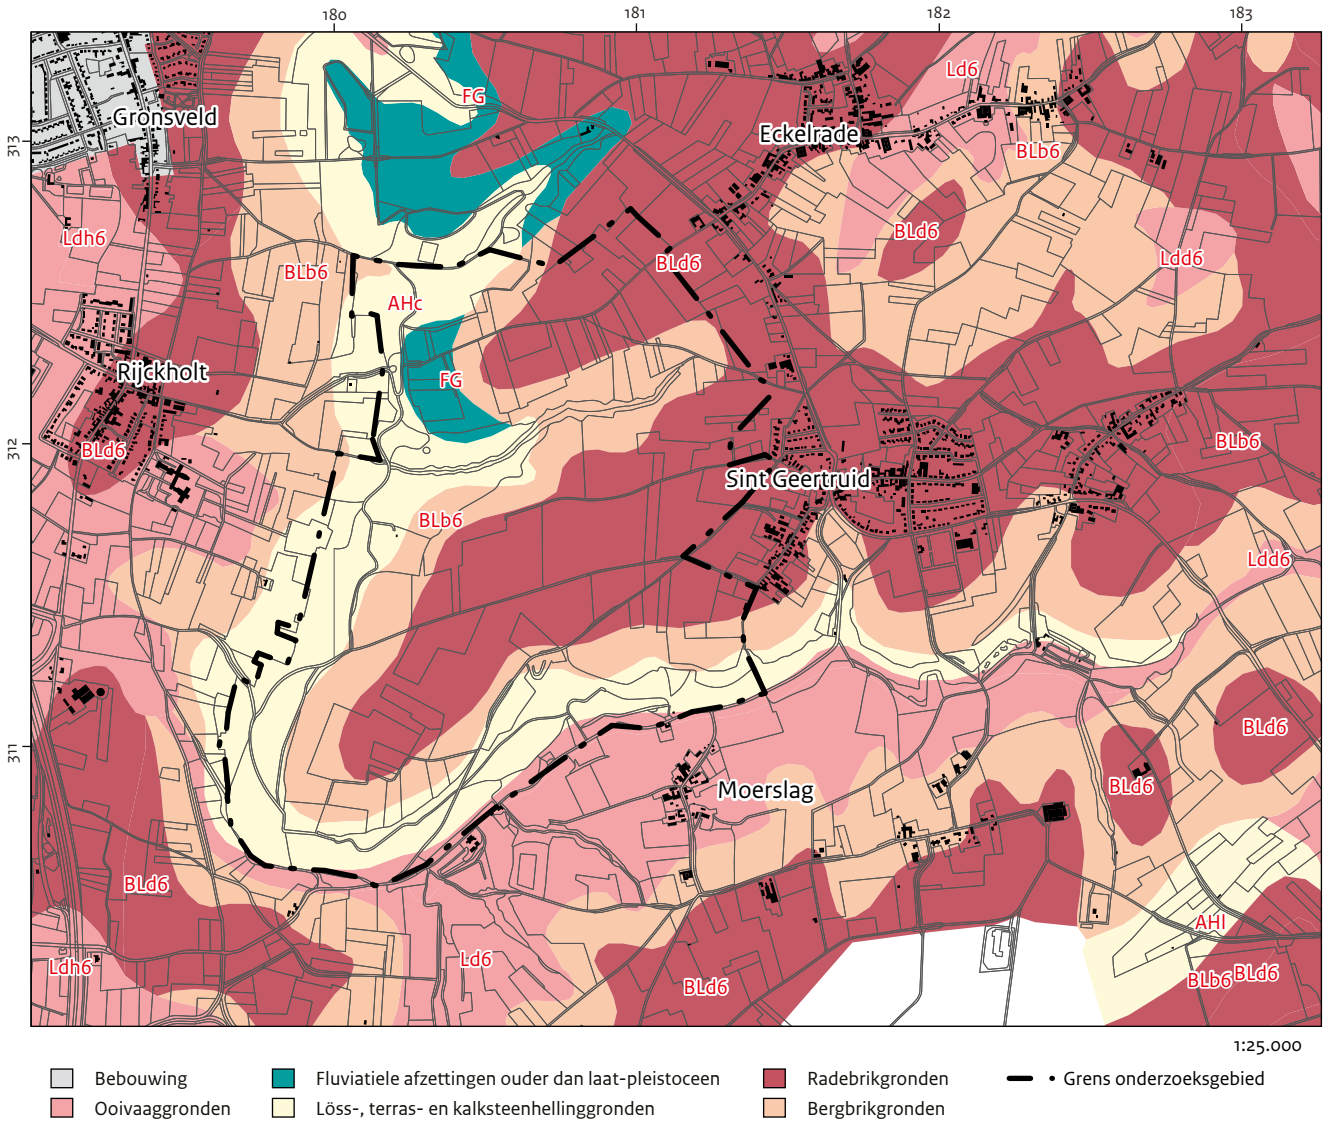 180
181
182
183
313
312
311
Gronsveld
FG
Eckelrade
Ld6
BLb6
Ldh6
BLb6
AHc
BLd6
BLd6
Ldd6
Rijckholt
FG
BLd6
BLb6
Sint Geertruid
BLb6
Ldd6
BLd6
Moerslag
BLd6
BLd6
Ldh6
Ld6
BLd6
AHl
BLb6
BLd6
1:25.000
Bebouwing
Fluviatiele afzettingen ouder dan laat-pleistoceen
Radebrikgronden
Grens onderzoeksgebied
Ooivaaggronden
Löss-, terras- en kalksteenhellinggronden
Bergbrikgronden